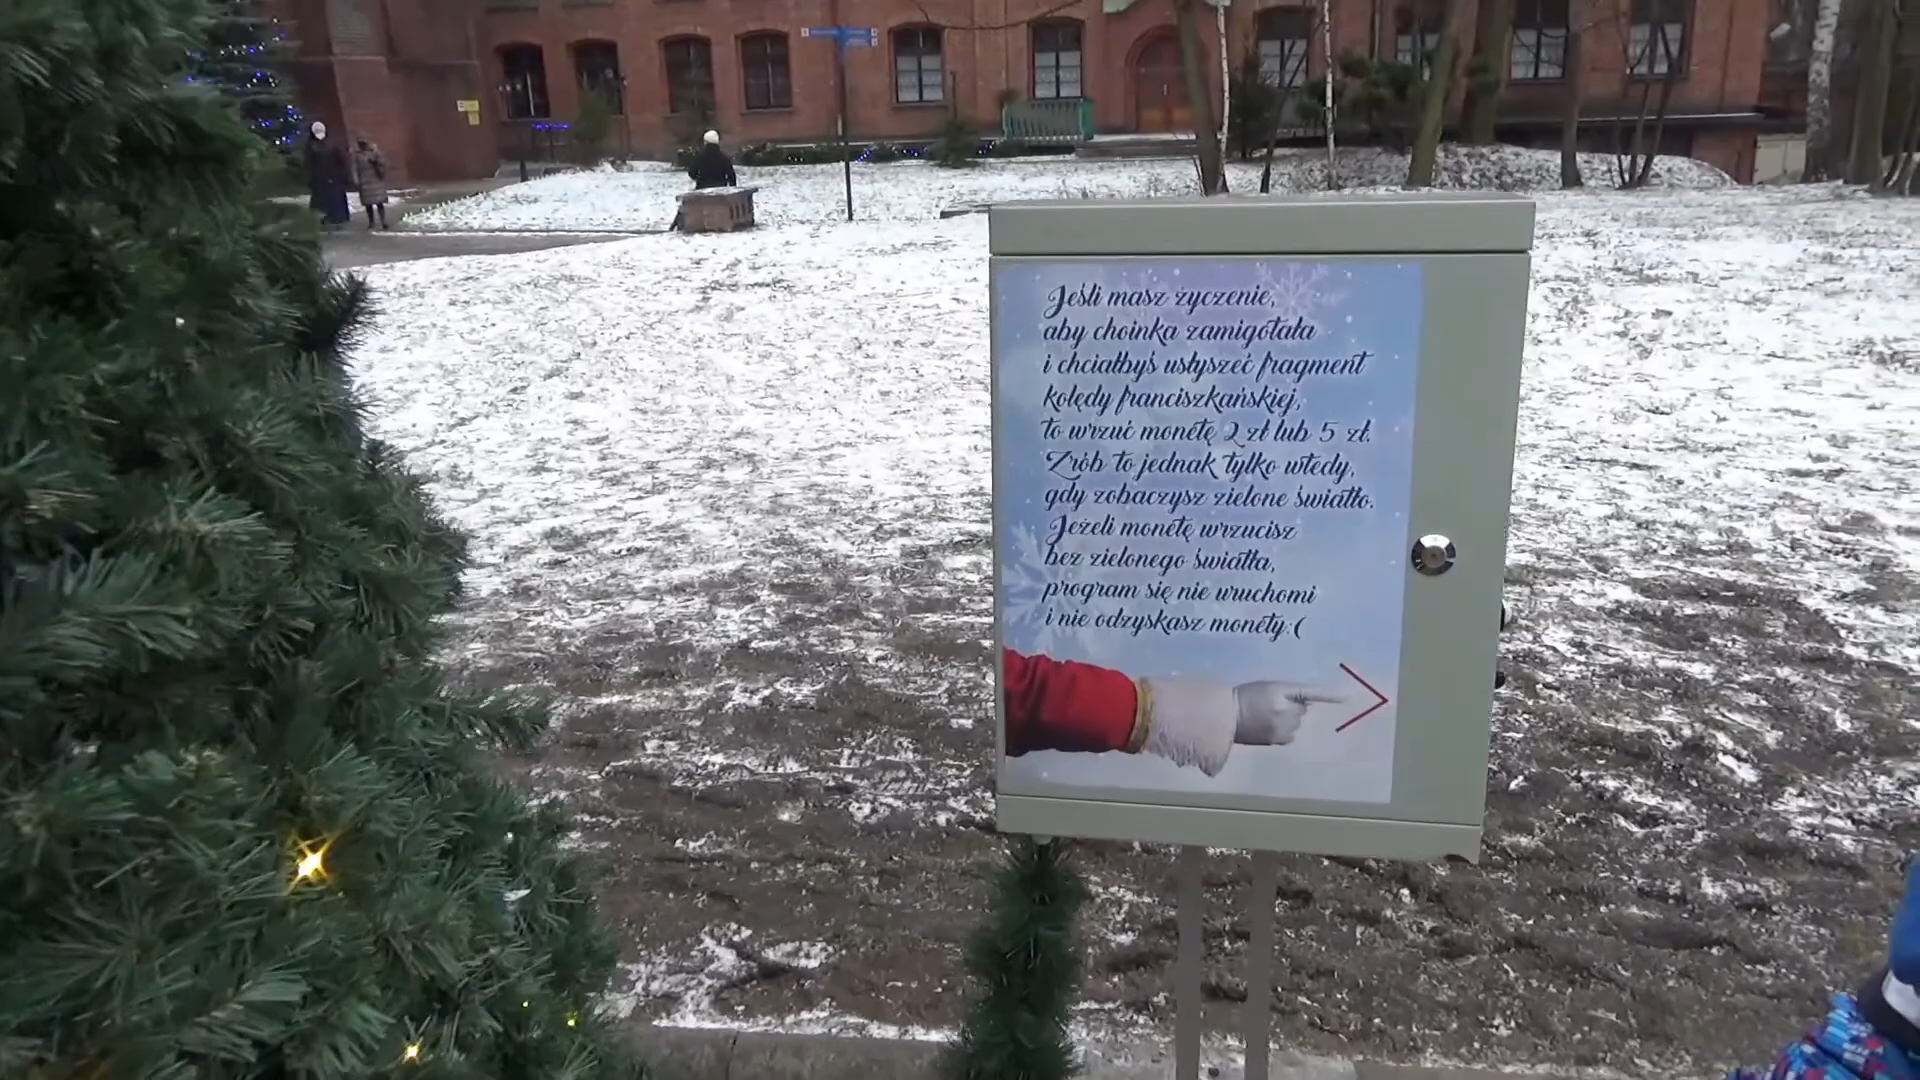 Jeśli masz życzenie,
aby choinka zamigotała
i chciałbyś usłyszeć fragment
kolędy franciszkańskiej,
to wrzuć monetę 2 zł lub 5 zł.
Zrób to jednak tylko wtedy,
gdy zobaczysz zielone światło.
Jeżeli monetę wrzucisz
bez zielonego światła,
program się nie uruchomi
i nie odzyskasz monety:(